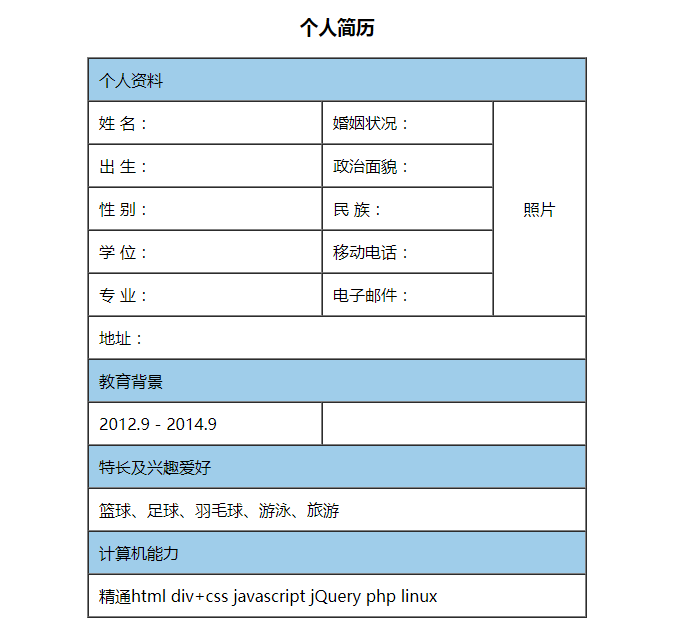 个人简历
个人资料
姓 名： 婚姻状况：
出 生： 政治面貌：
性 别： 民 族： 照片
学 位： 移动电话：
专 业： 电子邮件：
地址：
教育背景
2012.9 - 2014.9
特长及兴趣爱好
篮球、足球、羽毛球、游泳、旅游
计算机能力
精通html div+css javascript jQuery php linux